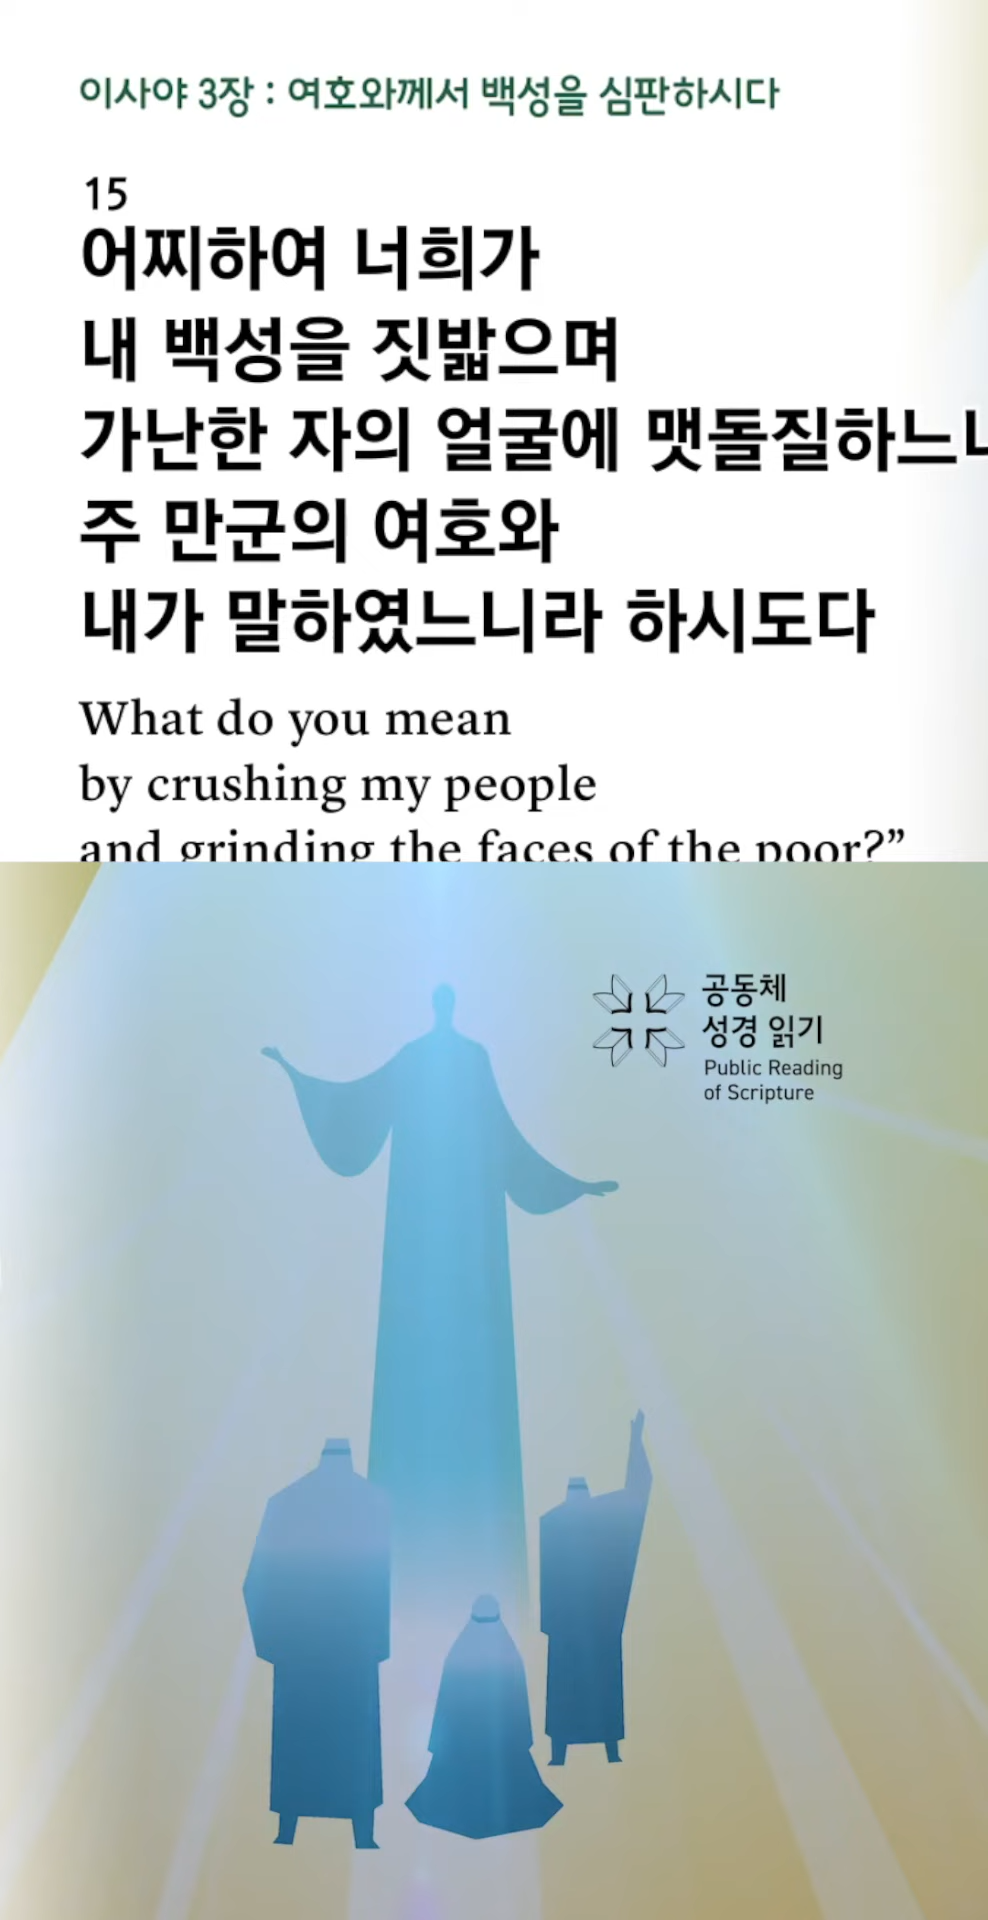 이사야 3장 : 여호와께서 백성을 심판하시다
15
어찌하여 너희가
내 백성을 짓밟으며
가난한 자의 얼굴에 맷돌질하느
주 만군의 여호와
내가 말하였느니라 하시도다
What do you mean
by crushing my people
and grinding the faces of the poor?”
공동체
성경 읽기
Public Reading
of Scripture